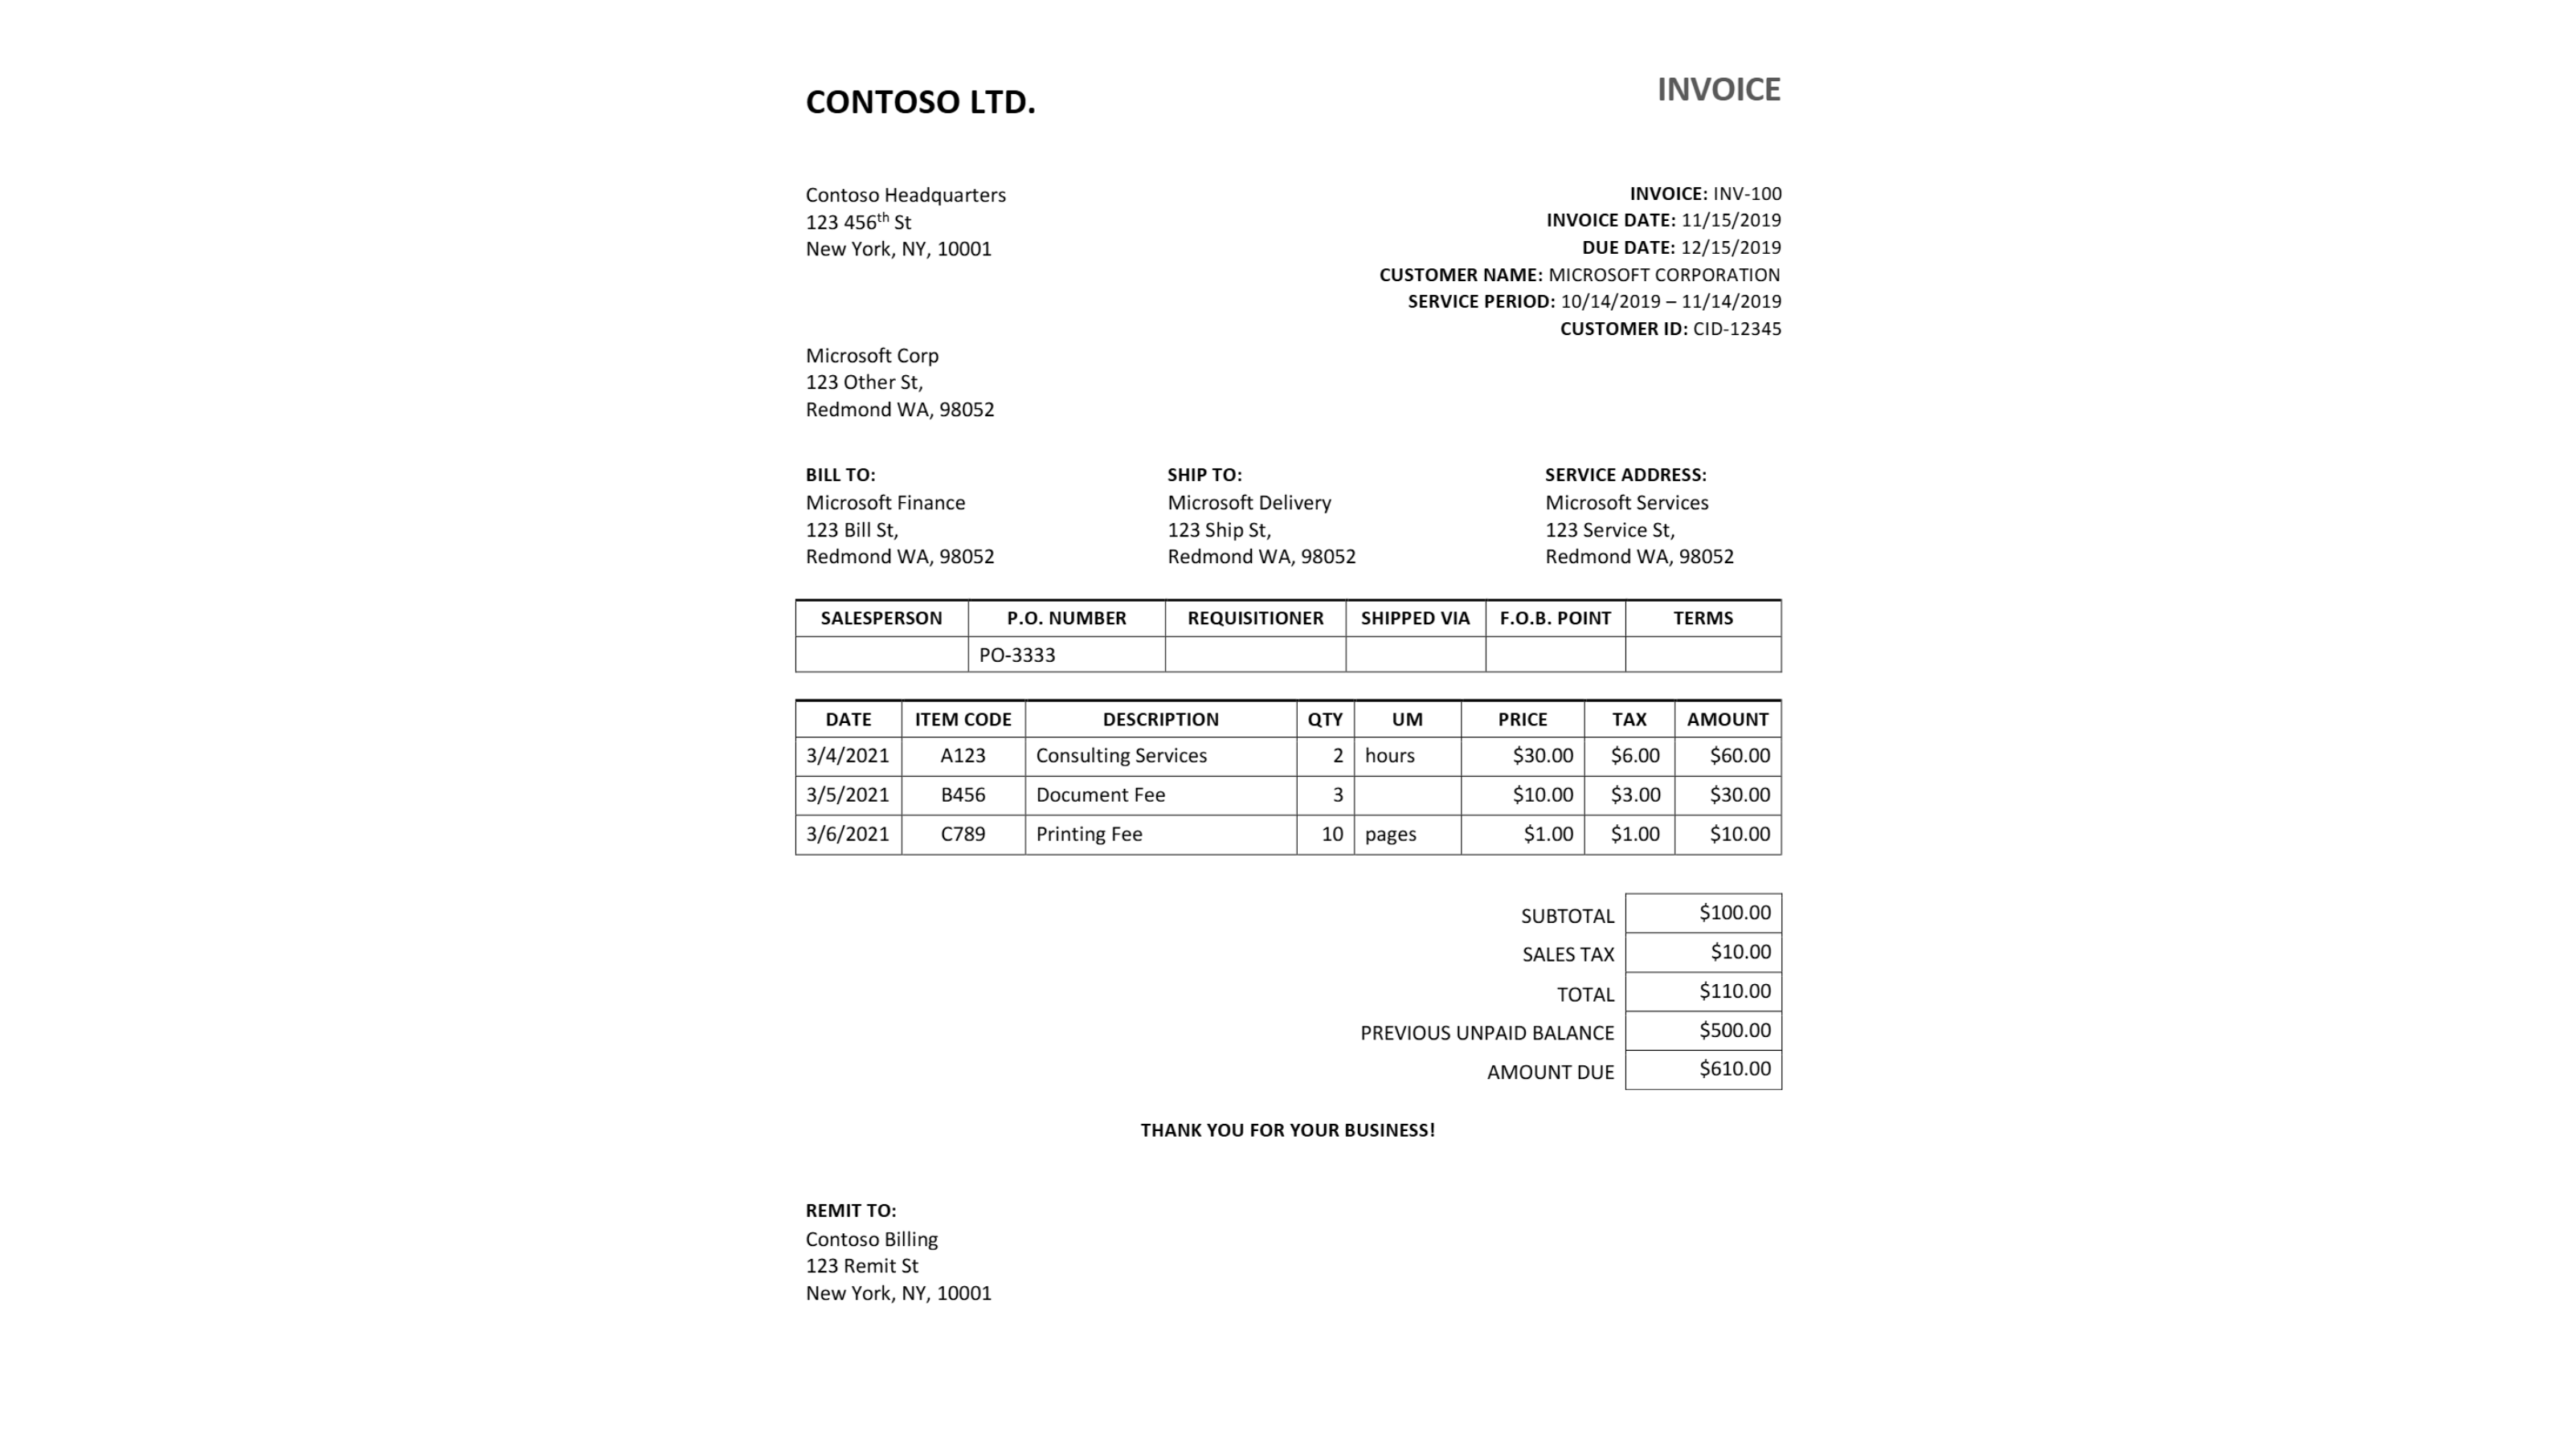 CONTOSO LTD.
INVOICE
Contoso Headquarters
123 456th St
New York, NY, 10001
INVOICE: INV-100
INVOICE DATE: 11/15/2019
DUE DATE: 12/15/2019
CUSTOMER NAME: MICROSOFT CORPORATION
SERVICE PERIOD: 10/14/2019 – 11/14/2019
CUSTOMER ID: CID-12345
Microsoft Corp
123 Other St,
Redmond WA, 98052
BILL TO:
Microsoft Finance
123 Bill St,
Redmond WA, 98052
SHIP TO:
Microsoft Delivery
123 Ship St,
Redmond WA, 98052
SERVICE ADDRESS:
Microsoft Services
123 Service St,
Redmond WA, 98052
SALESPERSON P.O. NUMBER REQUISITIONER SHIPPED VIA F.O.B. POINT TERMS
PO-3333
DATE ITEM CODE DESCRIPTION QTY UM PRICE TAX AMOUNT
3/4/2021 A123 Consulting Services 2 hours $30.00 $6.00 $60.00
3/5/2021 B456 Document Fee 3 $10.00 $3.00 $30.00
3/6/2021 C789 Printing Fee 10 pages $1.00 $1.00 $10.00
SUBTOTAL $100.00
SALES TAX $10.00
TOTAL $110.00
PREVIOUS UNPAID BALANCE $500.00
AMOUNT DUE $610.00
THANK YOU FOR YOUR BUSINESS!
REMIT TO:
Contoso Billing
123 Remit St
New York, NY, 10001